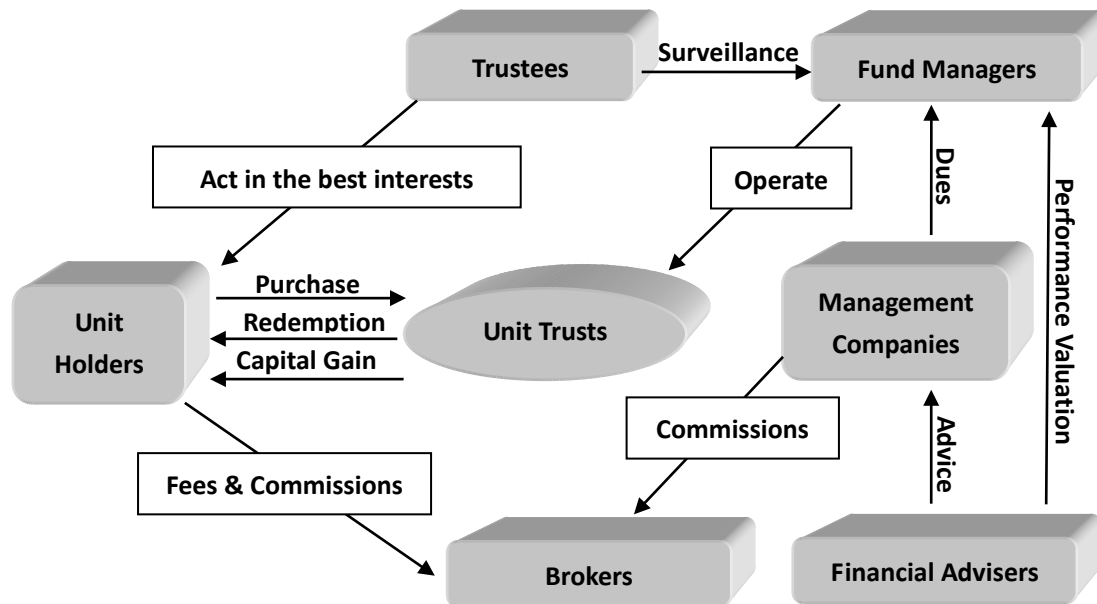 Trustees
Surveillance
Fund Managers
Act in the best interests
Operate
Dues
Performance Valuation
Unit
Holders
Purchase
Redemption
Capital Gain
Unit Trusts
Management
Companies
Commissions
Advice
Fees & Commissions
Brokers
Financial Advisers